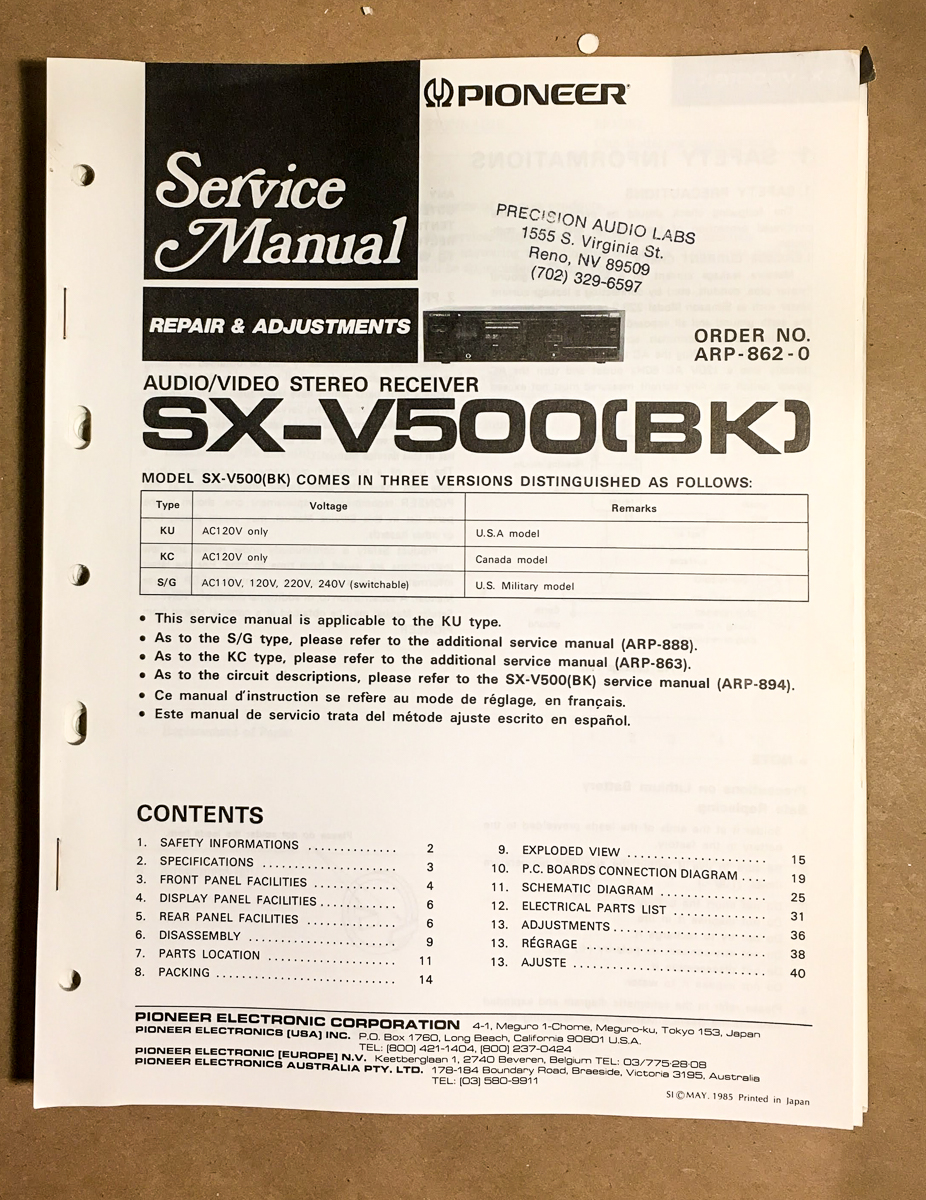 PIONEER
Service
Manual
PRECISION AUDIO LABS
1555 S. Virginia St.
Reno, NV 89509
(702) 329-6597
REPAIR & ADJUSTMENTS
ORDER NO.
ARP-862-0
AUDIO/VIDEO STEREO RECEIVER
SX-V500(BK)
MODEL SX-V500(BK) COMES IN THREE VERSIONS DISTINGUISHED AS FOLLOWS:
Type Voltage Remarks
KU AC120V only U.S.A model
KC AC120V only Canada model
S/G AC110V, 120V, 220V, 240V (switchable) U.S. Military model
• This service manual is applicable to the KU type.
• As to the S/G type, please refer to the additional service manual (ARP-888).
• As to the KC type, please refer to the additional service manual (ARP-863).
• As to the circuit descriptions, please refer to the SX-V500(BK) service manual (ARP-894).
• Ce manual d'instruction se refère au mode de réglage, en français.
• Este manual de servicio trata del métode ajuste escrito en español.
CONTENTS
1. SAFETY INFORMATIONS .............. 2
2. SPECIFICATIONS .................... 3
3. FRONT PANEL FACILITIES ............ 4
4. DISPLAY PANEL FACILITIES ............ 6
5. REAR PANEL FACILITIES .............. 6
6. DISASSEMBLY ...................... 9
7. PARTS LOCATION .................... 11
8. PACKING .......................... 14
9. EXPLODED VIEW .................... 15
10. P.C. BOARDS CONNECTION DIAGRAM .... 19
11. SCHEMATIC DIAGRAM ................ 25
12. ELECTRICAL PARTS LIST .............. 31
13. ADJUSTMENTS ...................... 36
13. RÉGRAGE .......................... 38
13. AJUSTE ............................ 40
PIONEER ELECTRONIC CORPORATION 4-1, Meguro 1-Chome, Meguro-ku, Tokyo 153, Japan
PIONEER ELECTRONICS [USA] INC. P.O. Box 1760, Long Beach, California 90801 U.S.A.
TEL: [800] 421-1404, [800] 237-0424
PIONEER ELECTRONIC [EUROPE] N.V. Keetberglaan 1, 2740 Beveren, Belgium TEL: 03/775·28·08
PIONEER ELECTRONICS AUSTRALIA PTY. LTD. 178-184 Boundary Road, Braeside, Victoria 3195, Australia
TEL: [03] 580-9911
SI ©MAY. 1985 Printed in Japan